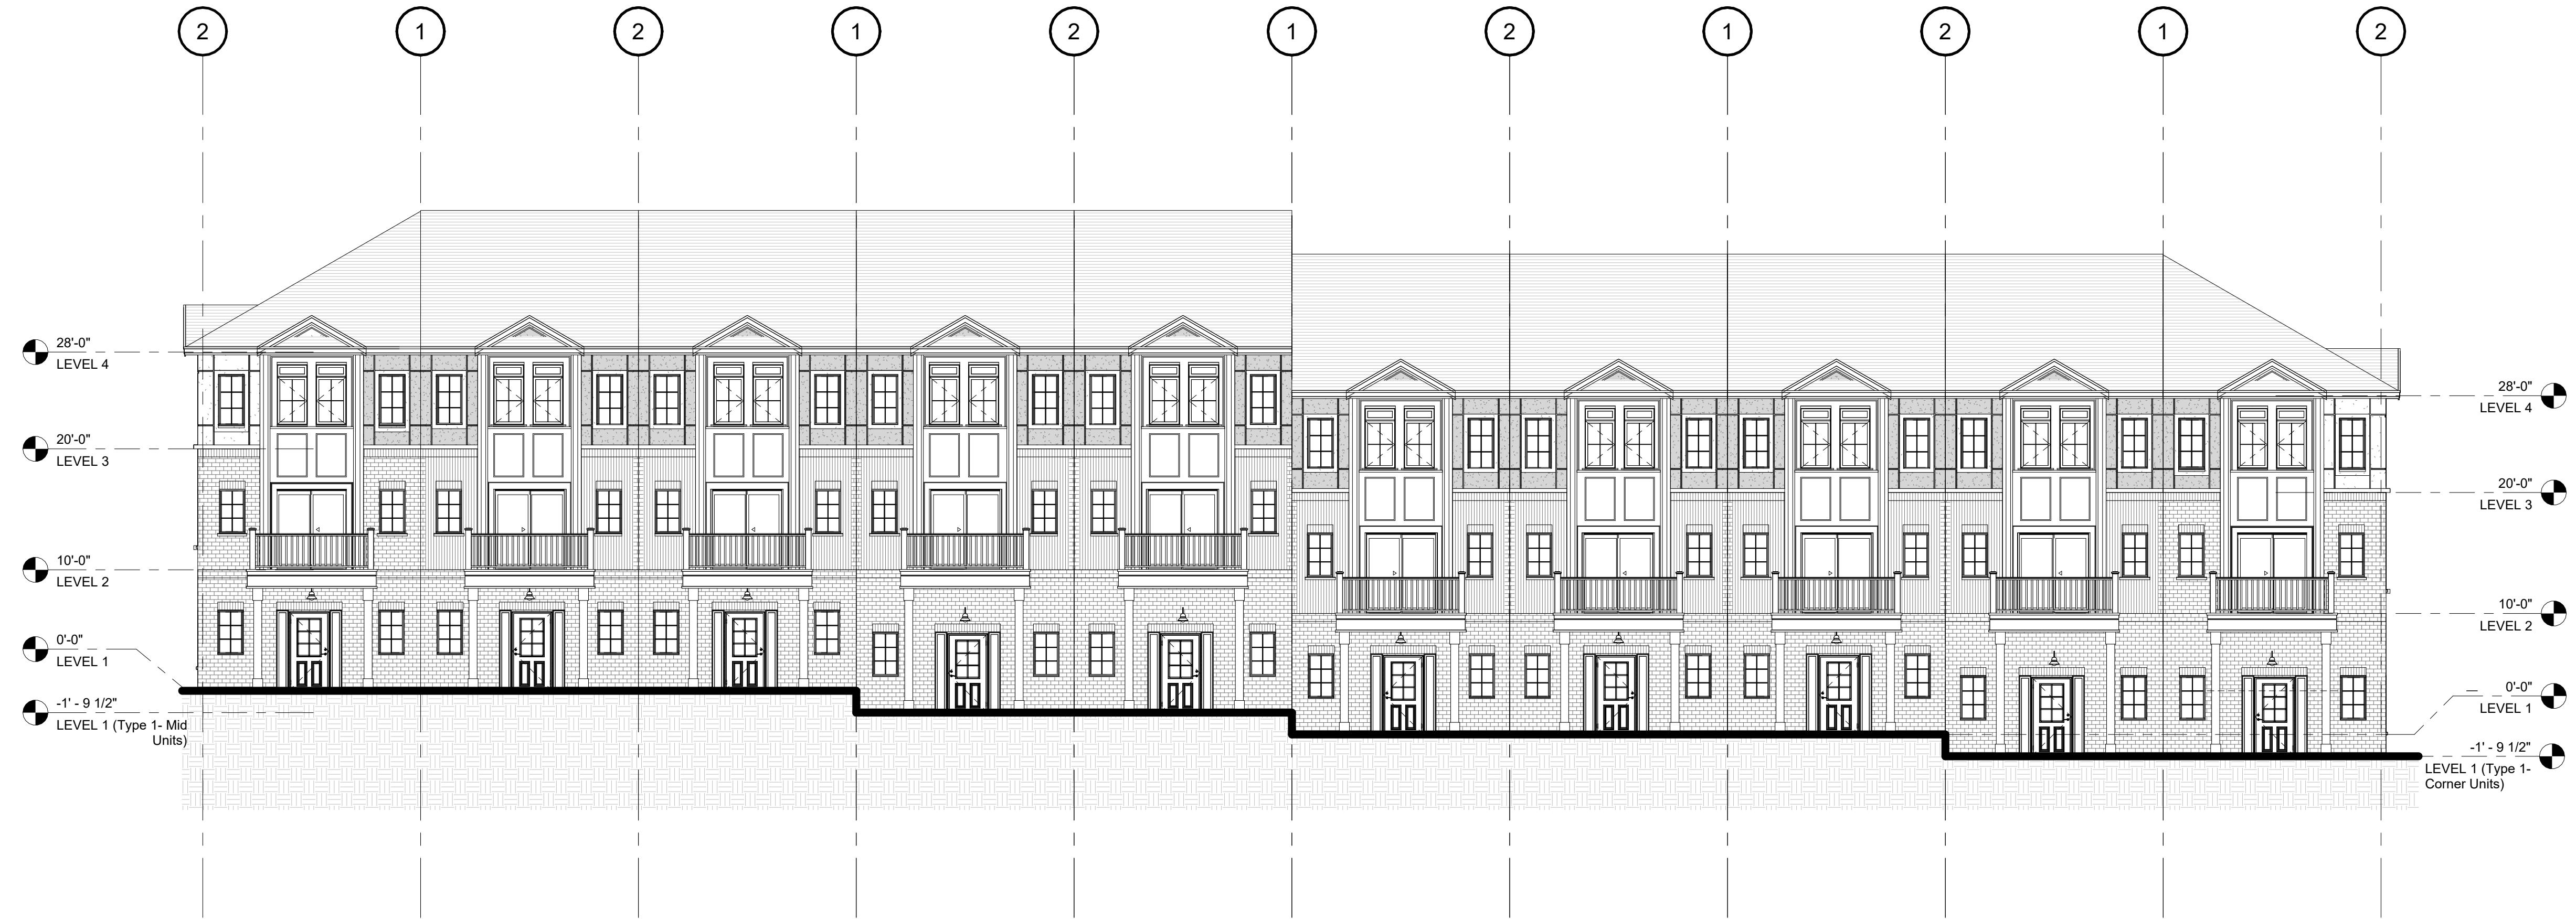 2 1 2 1 2 1 2 1 2 1 2
28'-0"
LEVEL 4
20'-0"
LEVEL 3
10'-0"
LEVEL 2
0'-0"
LEVEL 1
-1' - 9 1/2"
LEVEL 1 (Type 1- Mid
Units)
28'-0"
LEVEL 4
20'-0"
LEVEL 3
10'-0"
LEVEL 2
0'-0"
LEVEL 1
-1' - 9 1/2"
LEVEL 1 (Type 1-
Corner Units)